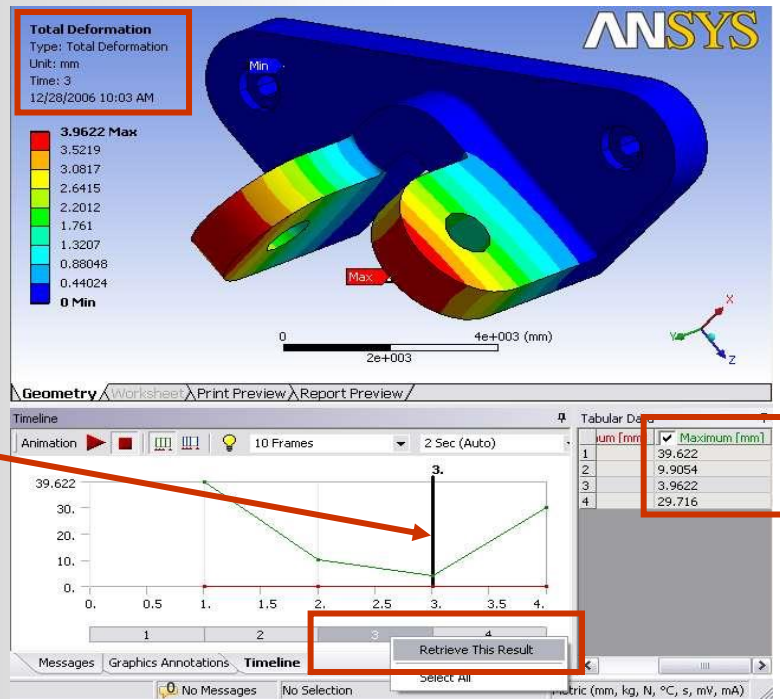 Total Deformation
Type: Total Deformation
Unit: mm
Time: 3
12/28/2006 10:03 AM
ANSYS
3.9622 Max
3.5219
3.0817
2.6415
2.2012
1.761
1.3207
0.88048
0.44024
0 Min
Min
Max
0 4e+003 (mm)
2e+003
X
Y
Z
Geometry Worksheet Print Preview Report Preview
Timeline
Animation 10 Frames 2 Sec (Auto)
3.
39.622
30.
20.
10.
0.
0. 0.5 1. 1.5 2. 2.5 3. 3.5 4.
1 2 3 4
Retrieve This Result
Select All
Messages Graphics Annotations Timeline
No Messages No Selection (mm, kg, N, °C, s, mV, mA)
Tabular Data
um [mm] Maximum [mm]
1 39.622
2 9.9054
3 3.9622
4 29.716